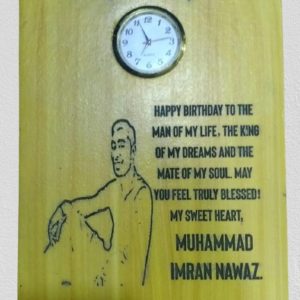 HAPPY BIRTHDAY TO THE
MAN OF MY LIFE, THE KING
OF MY DREAMS AND THE
MATE OF MY SOUL. MAY
YOU FEEL TRULY BLESSED!
MY SWEET HEART,
MUHAMMAD
IMRAN NAWAZ.